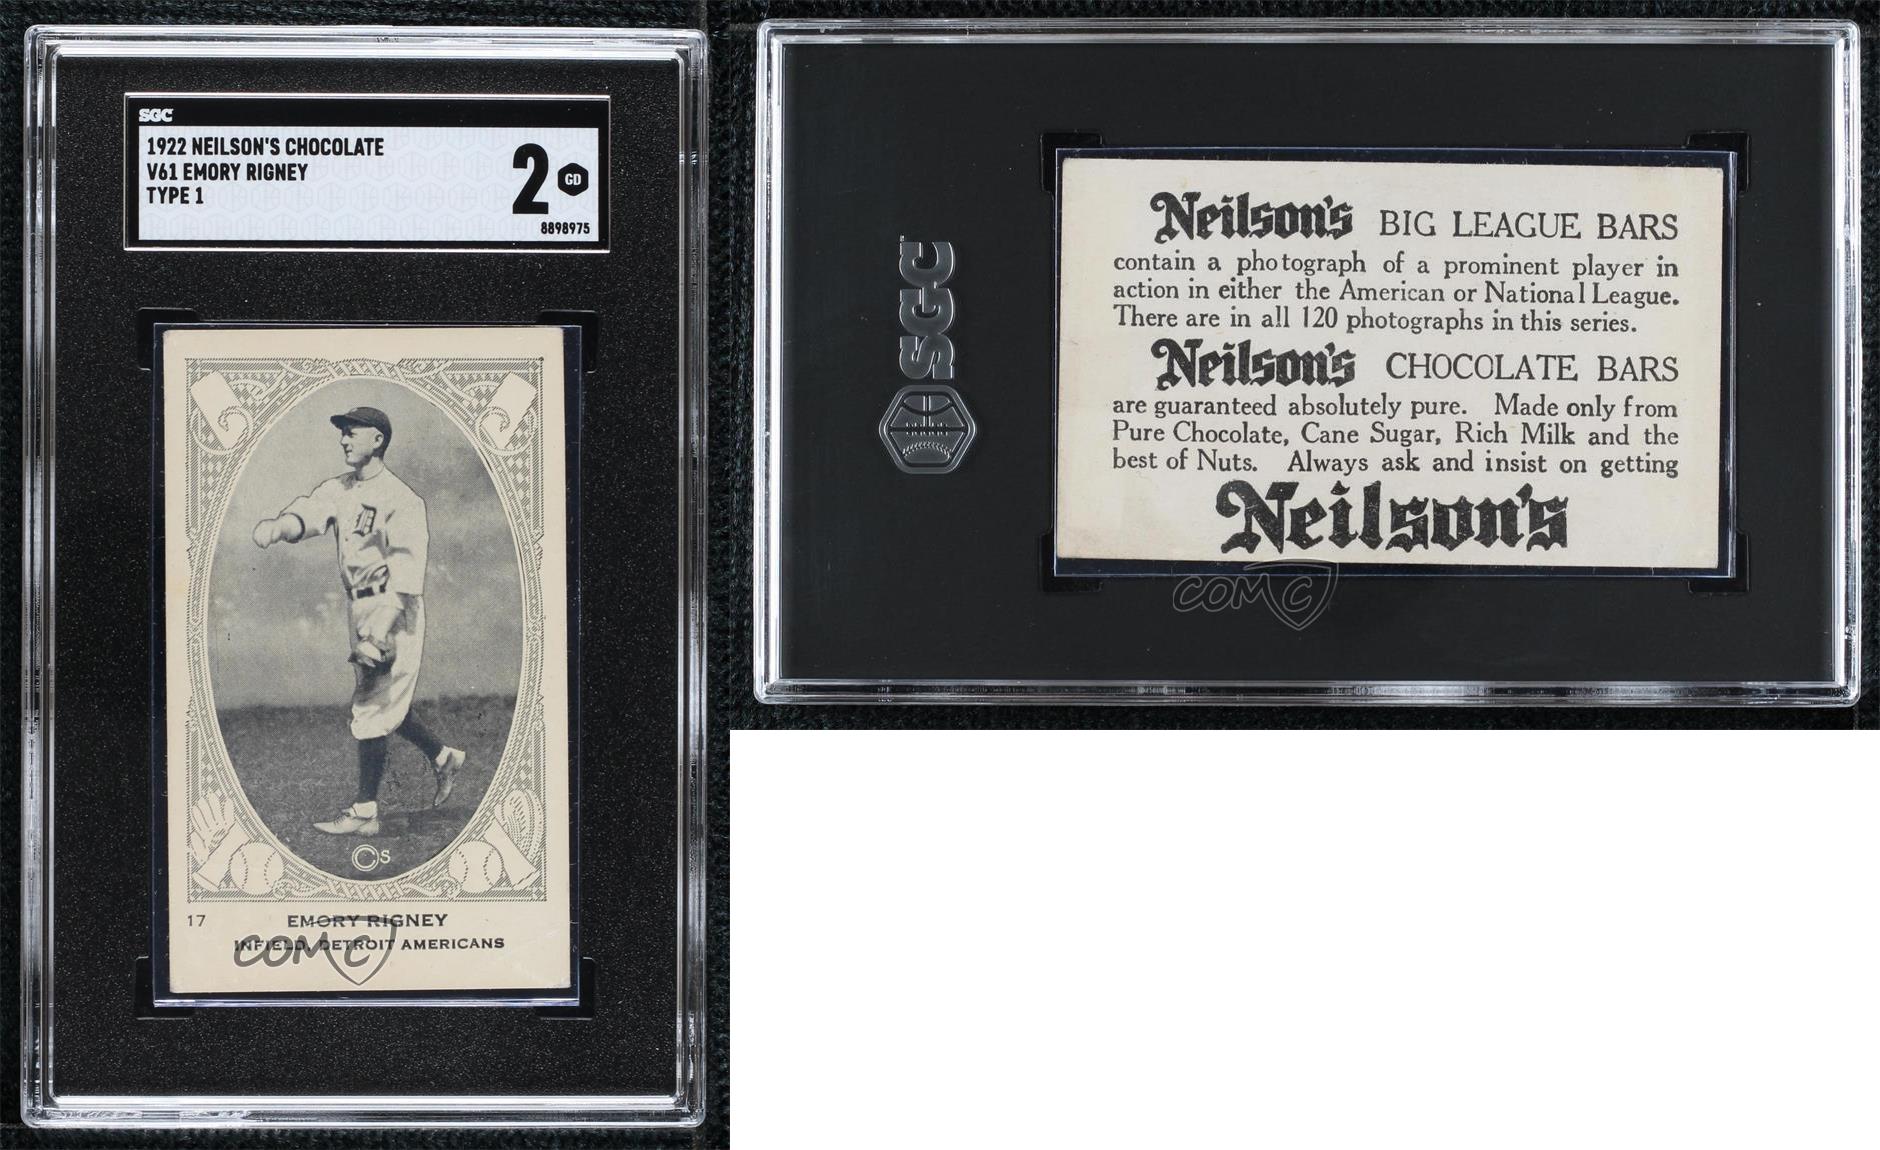 SGC
1922 NEILSON'S CHOCOLATE
V61 EMORY RIGNEY
TYPE 1
2 GD
8898975
D
Cs
17
EMORY RIGNEY
INFIELD, DETROIT AMERICANS
COMC
SGC
Neilson's BIG LEAGUE BARS
contain a photograph of a prominent player in
action in either the American or National League.
There are in all 120 photographs in this series.
Neilson's CHOCOLATE BARS
are guaranteed absolutely pure. Made only from
Pure Chocolate, Cane Sugar, Rich Milk and the
best of Nuts. Always ask and insist on getting
Neilson's
COMC